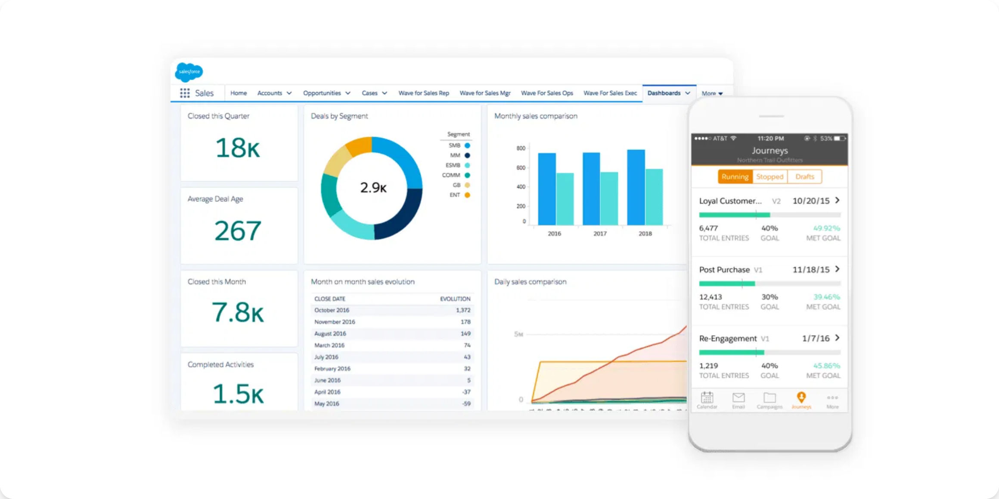 salesforce
Sales
Home
Accounts
Opportunities
Cases
Wave for Sales Rep
Wave for Sales Mgr
Wave For Sales Ops
Wave For Sales Exec
Dashboards
More
Closed this Quarter
18K
Average Deal Age
267
Closed this Month
7.8K
Completed Activities
1.5K
Deals by Segment
2.9K
Segment
SMB
MM
ESMB
COMM
GB
ENT
Monthly sales comparison
800
600
400
200
0
2016 2017 2018
Month on month sales evolution
CLOSE DATE EVOLUTION
October 2016 1,372
November 2016 178
August 2016 149
March 2016 74
July 2016 43
February 2016 32
June 2016 5
April 2016 -37
May 2016 -59
Daily sales comparison
5M
0
AT&T 11:20 PM 53%
Journeys
Northern Trail Outfitters
Running Stopped Drafts
Loyal Customer... V2 10/20/15
6,477 40% 49.92%
TOTAL ENTRIES GOAL MET GOAL
Post Purchase V1 11/18/15
12,413 30% 39.46%
TOTAL ENTRIES GOAL MET GOAL
Re-Engagement V1 1/7/16
1,219 40% 45.86%
TOTAL ENTRIES GOAL MET GOAL
Calendar Email Campaigns Journeys More